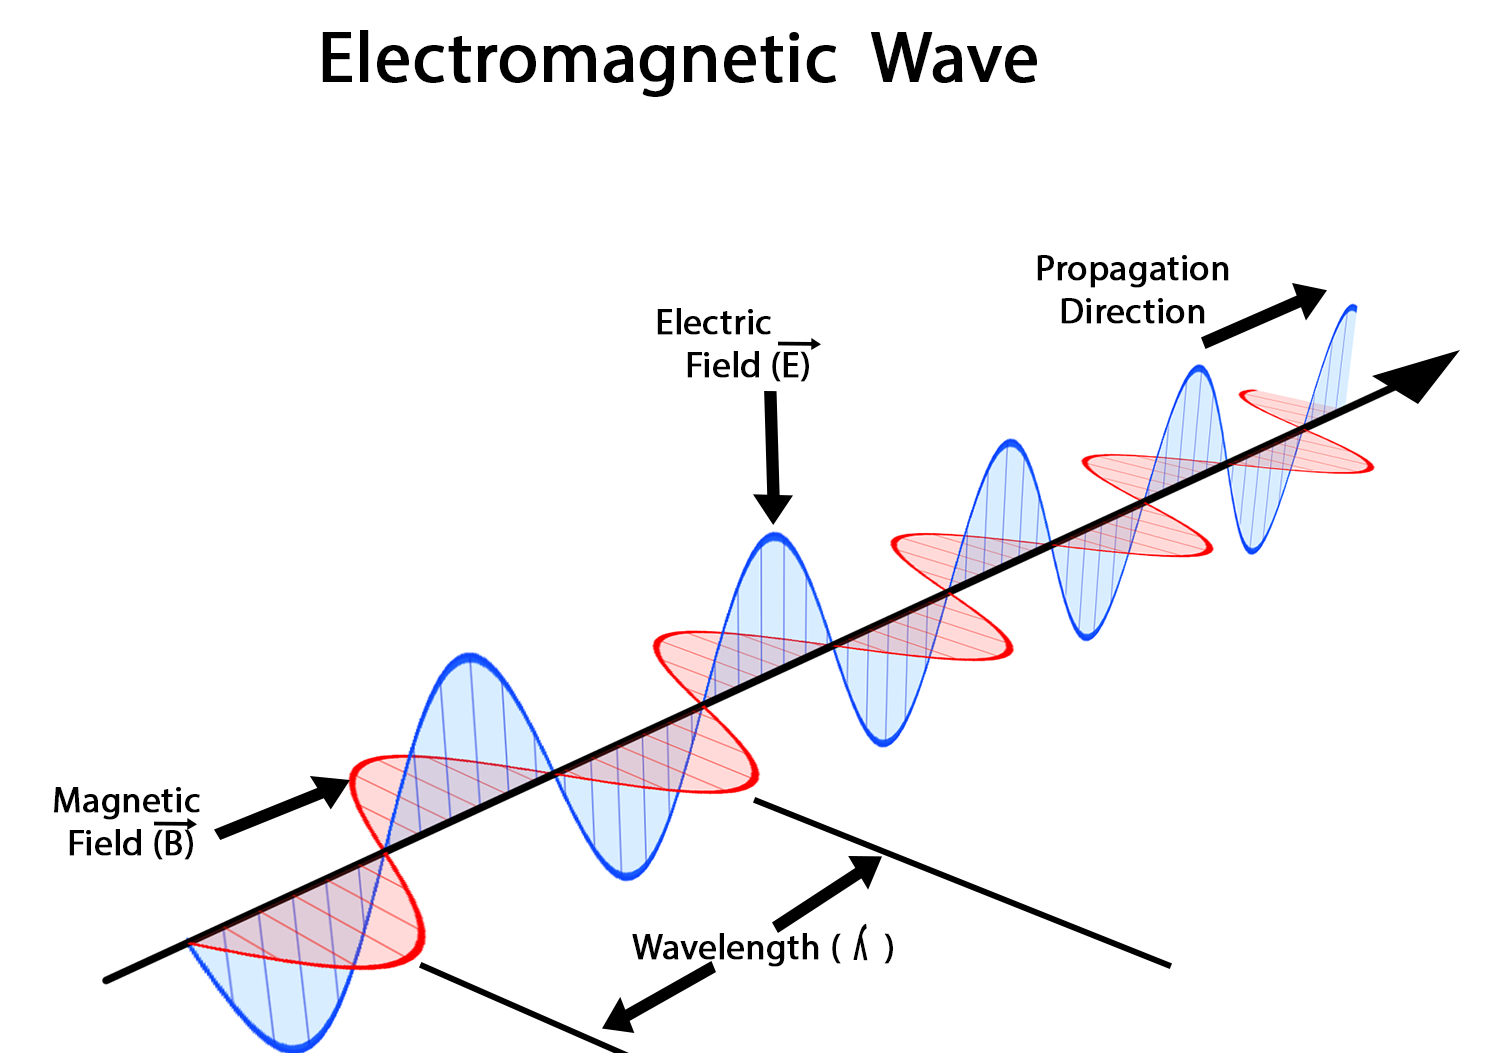 Electromagnetic Wave
Propagation
Direction
Electric
Field (E)
Magnetic
Field (B)
Wavelength ( λ )